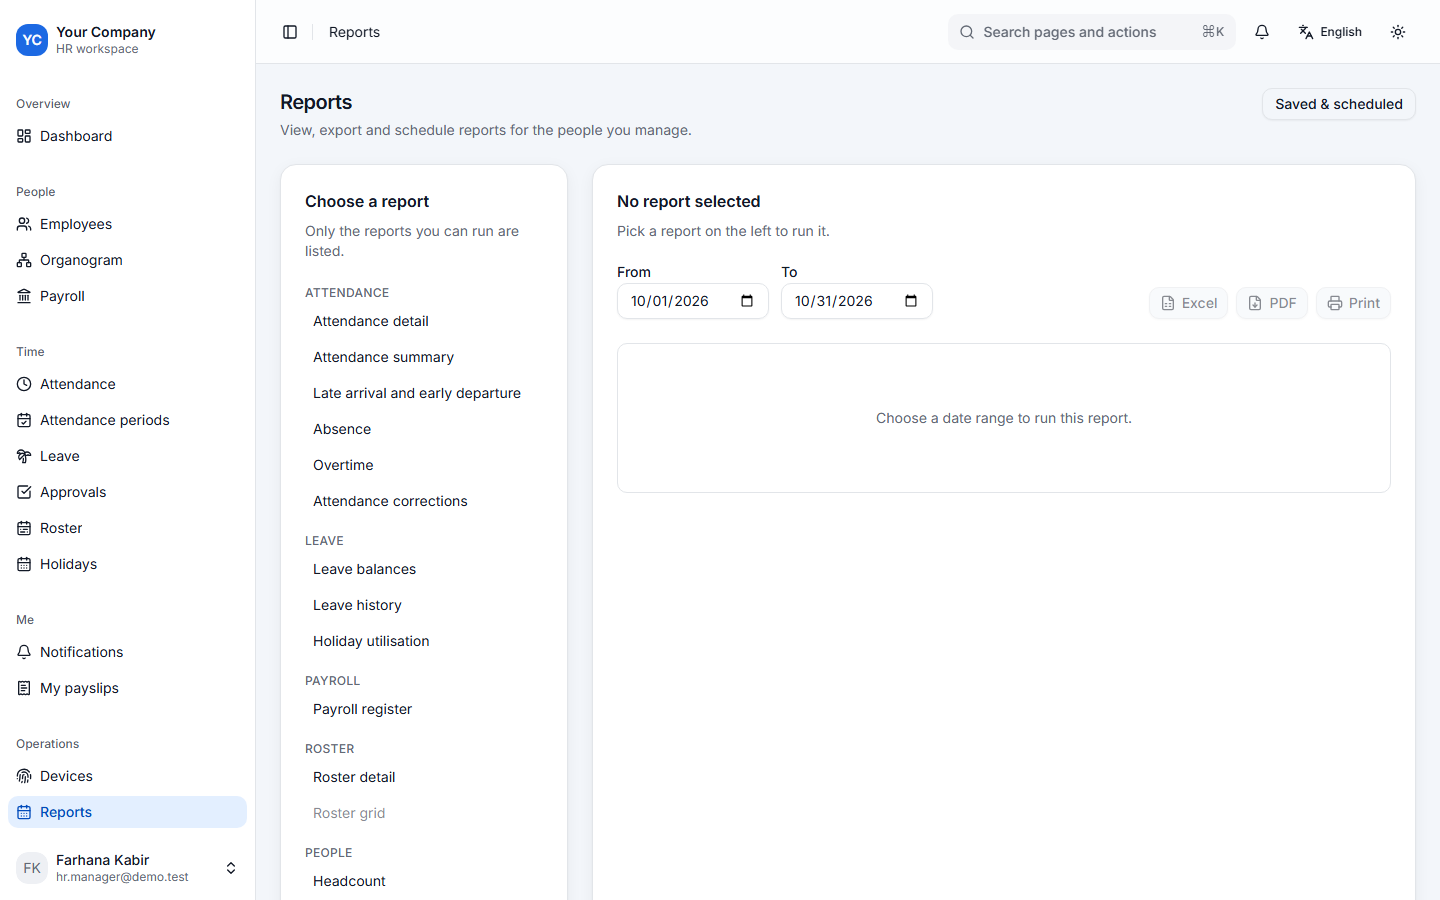 YC
Your Company
HR workspace
Overview
Dashboard
People
Employees
Organogram
Payroll
Time
Attendance
Attendance periods
Leave
Approvals
Roster
Holidays
Me
Notifications
My payslips
Operations
Devices
Reports
FK
Farhana Kabir
hr.manager@demo.test
Reports
Search pages and actions ⌘K
English
Reports
View, export and schedule reports for the people you manage.
Saved & scheduled
Choose a report
Only the reports you can run are
listed.
ATTENDANCE
Attendance detail
Attendance summary
Late arrival and early departure
Absence
Overtime
Attendance corrections
LEAVE
Leave balances
Leave history
Holiday utilisation
PAYROLL
Payroll register
ROSTER
Roster detail
Roster grid
PEOPLE
Headcount
No report selected
Pick a report on the left to run it.
From To
10/01/2026 10/31/2026
Excel PDF Print
Choose a date range to run this report.